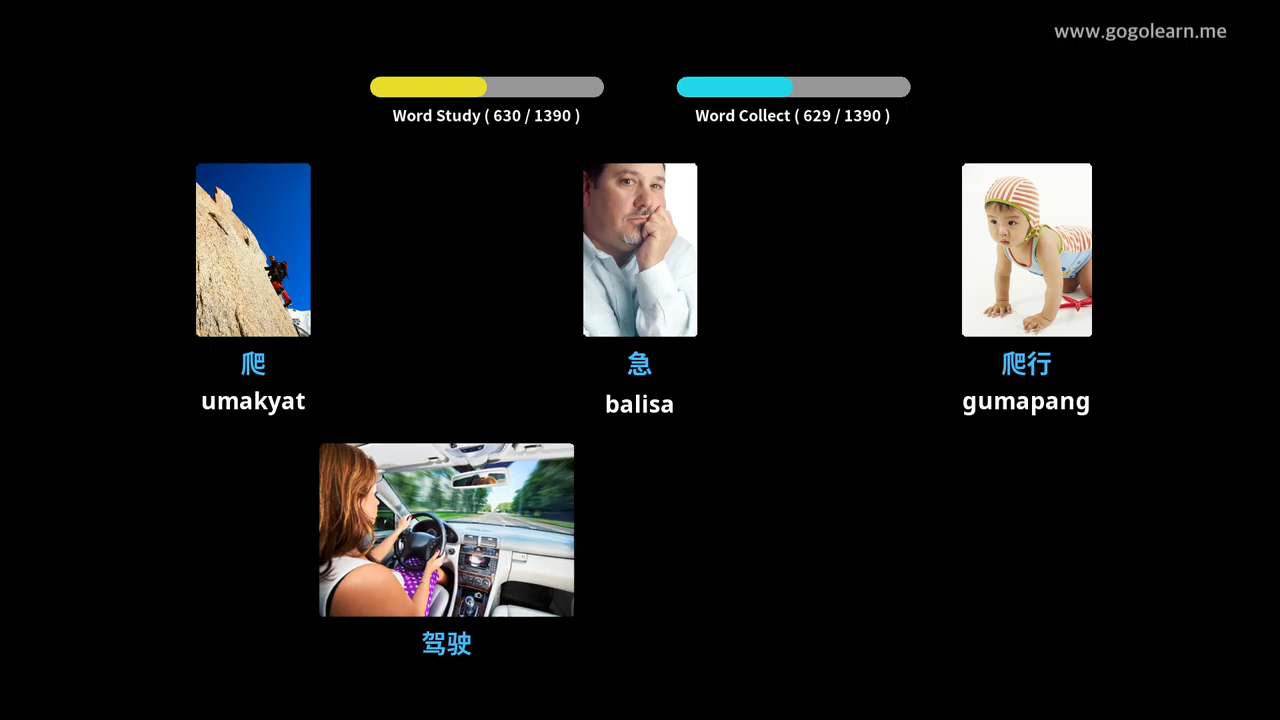 www.gogolearn.me
Word Study ( 630 / 1390 )
Word Collect ( 629 / 1390 )
爬
急
爬行
umakyat
balisa
gumapang
驾驶